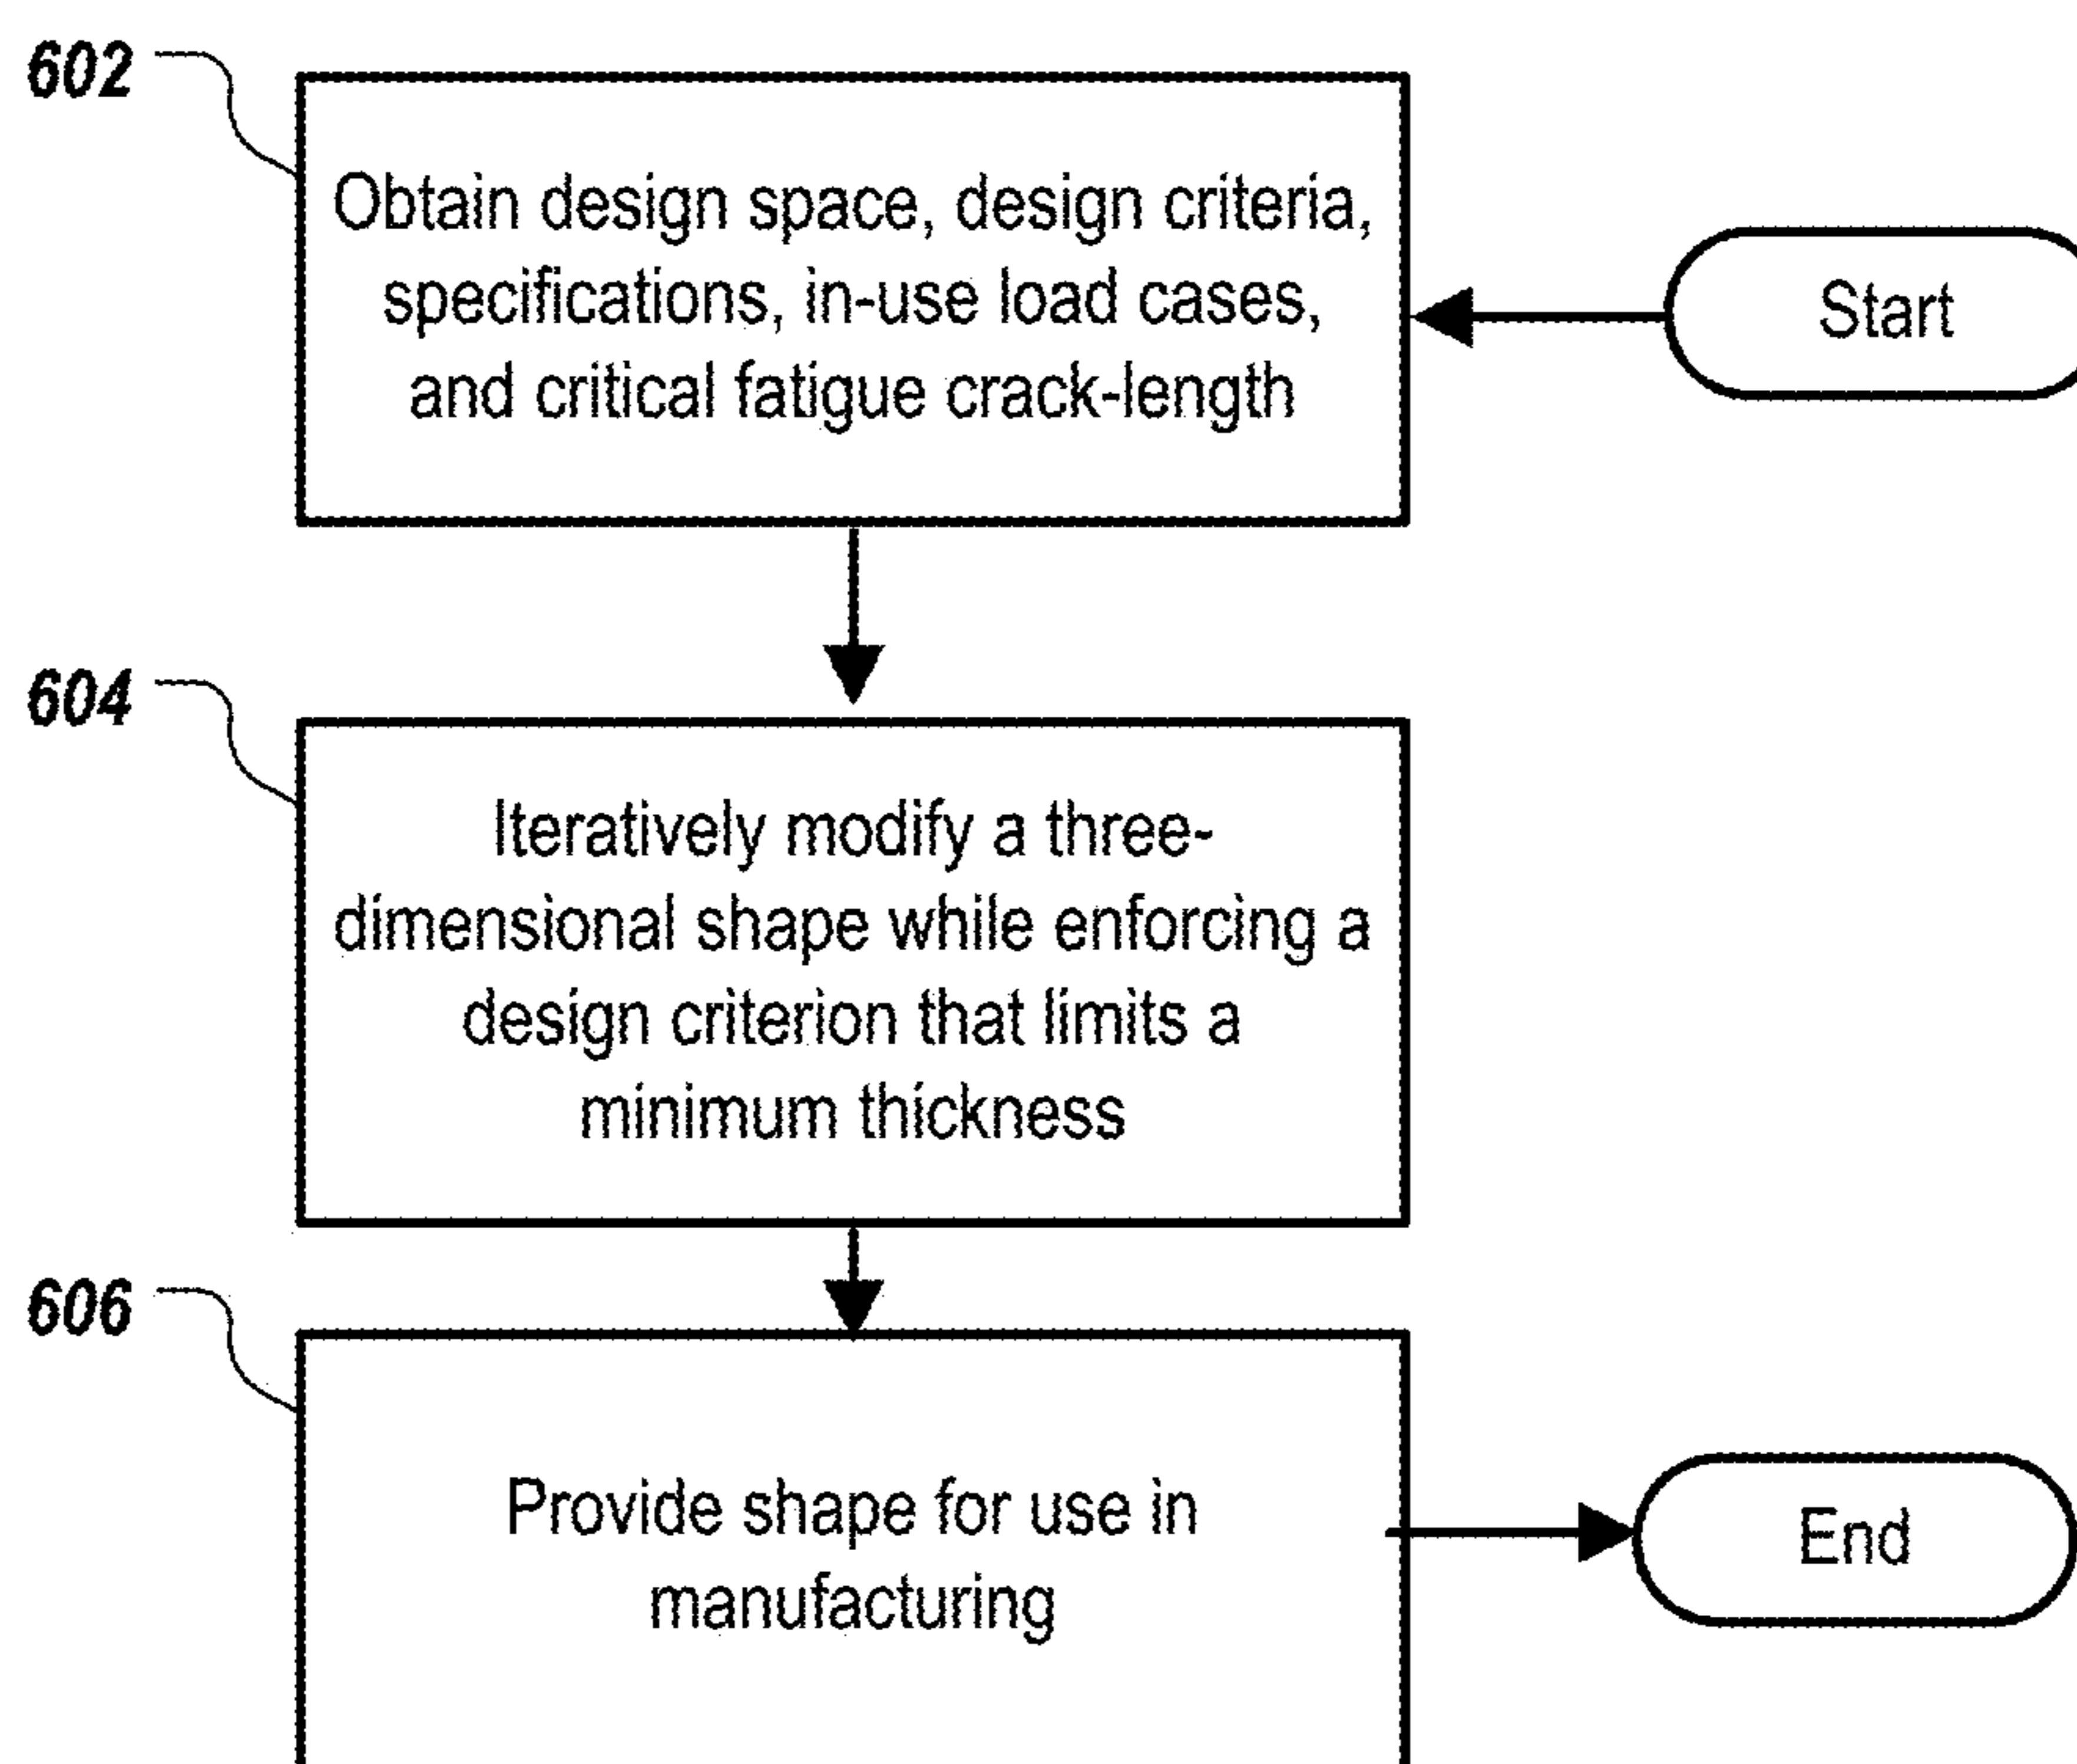 602
Obtain design space, design criteria,
specifications, in-use load cases,
and critical fatigue crack-length
Start
604
Iteratively modify a three-
dimensional shape while enforcing a
design criterion that limits a
minimum thickness
606
Provide shape for use in
manufacturing
End